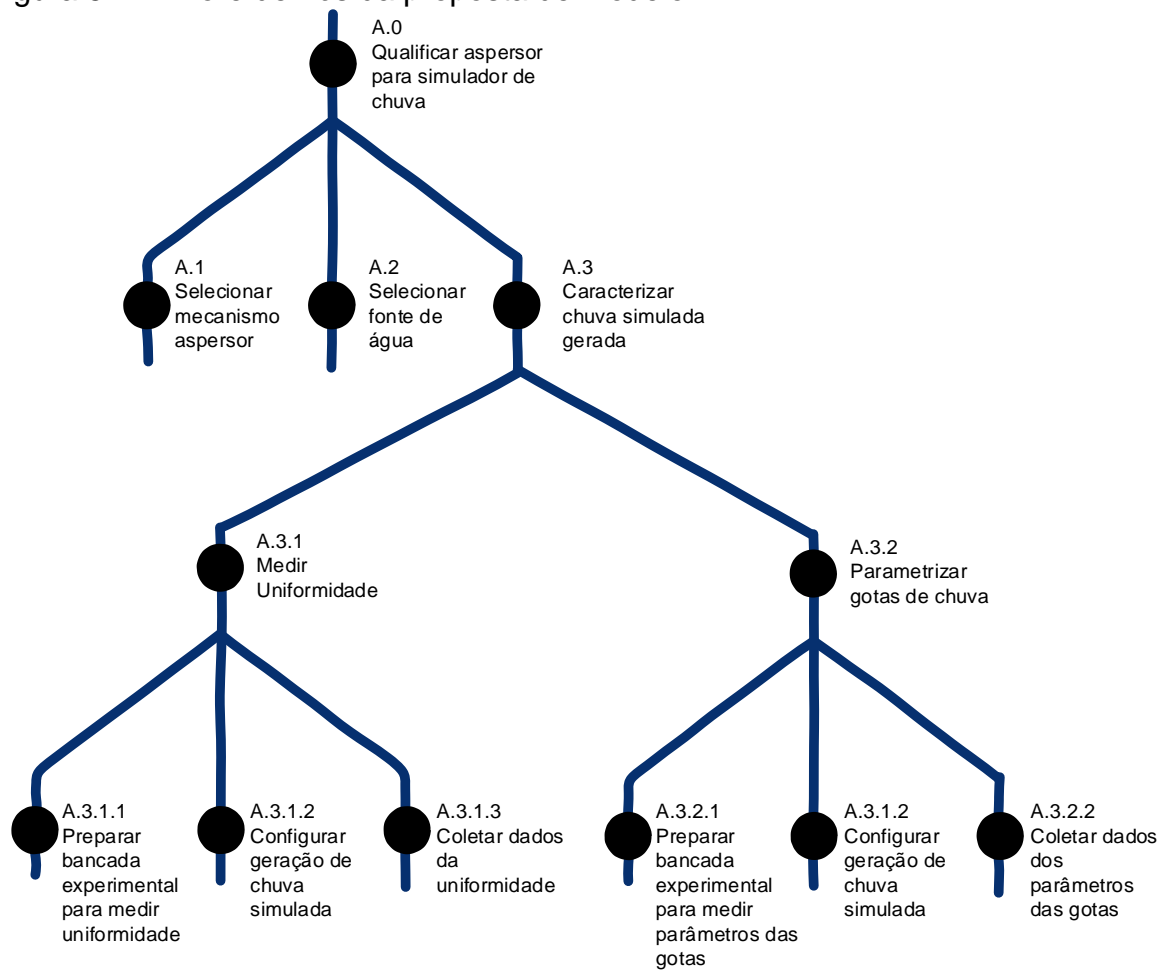 A.0
Qualificar aspersor
para simulador de
chuva
A.1
Selecionar
mecanismo
aspersor
A.2
Selecionar
fonte de
água
A.3
Caracterizar
chuva simulada
gerada
A.3.1
Medir
Uniformidade
A.3.2
Parametrizar
gotas de chuva
A.3.1.1
Preparar
bancada
experimental
para medir
uniformidade
A.3.1.2
Configurar
geração de
chuva
simulada
A.3.1.3
Coletar dados
da
uniformidade
A.3.2.1
Preparar
bancada
experimental
para medir
parâmetros das
gotas
A.3.1.2
Configurar
geração de
chuva
simulada
A.3.2.2
Coletar dados
dos
parâmetros
das gotas